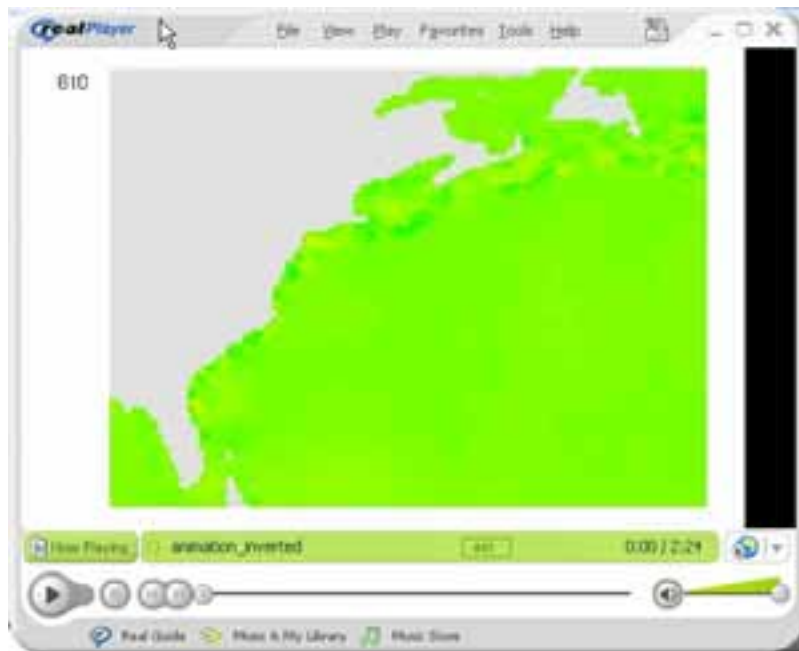 RealPlayer File View Play Favorites Tools Help
610
Now Playing animation_inverted 0:00 / 2:24
Real Guide Music & My Library Music Store